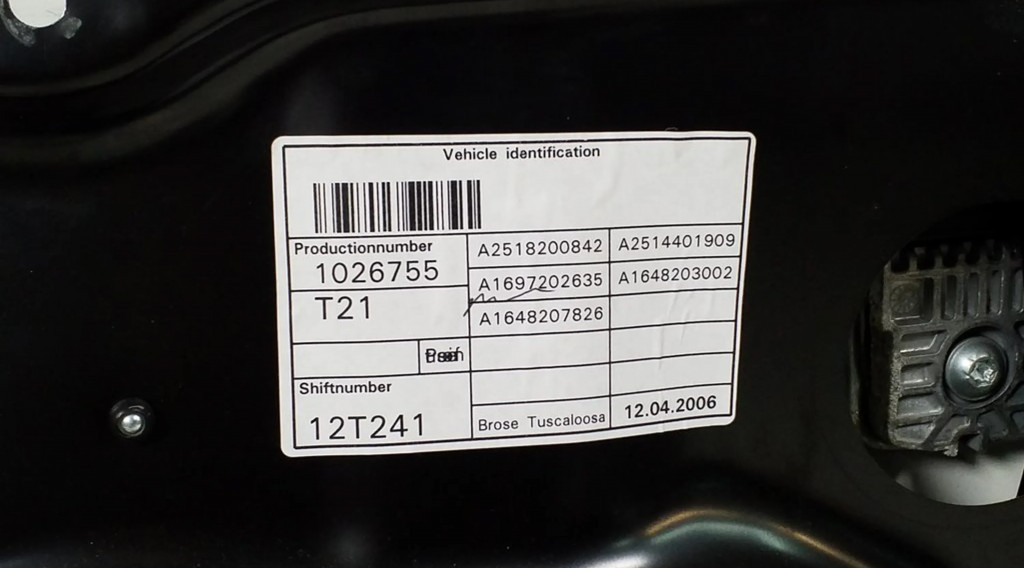 Vehicle identification
Productionnumber
1026755
A2518200842 A2514401909
A1697202635 A1648203002
T21
A1648207826
Shiftnumber
12T241
Brose Tuscaloosa 12.04.2006